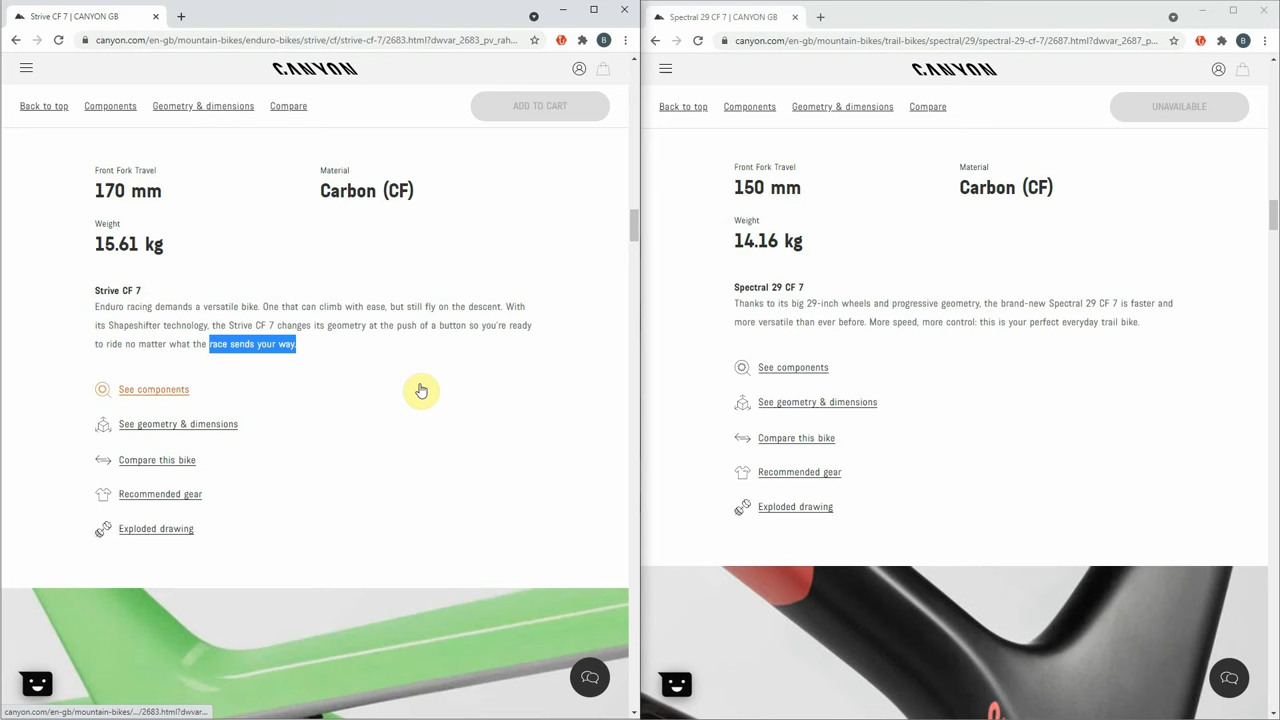 Strive CF 7 | CANYON GB
canyon.com/en-gb/mountain-bikes/enduro-bikes/strive/cf/strive-cf-7/2683.html?dwvar_2683_pv_rah...
B
CANYON
Back to top
Components
Geometry & dimensions
Compare
ADD TO CART
Front Fork Travel
Material
170 mm
Carbon (CF)
Weight
15.61 kg
Strive CF 7
Enduro racing demands a versatile bike. One that can climb with ease, but still fly on the descent. With
its Shapeshifter technology, the Strive CF 7 changes its geometry at the push of a button so you're ready
to ride no matter what the race sends your way.
See components
See geometry & dimensions
Compare this bike
Recommended gear
Exploded drawing
canyon.com/en-gb/mountain-bikes/.../2683.html?dwvar...
Spectral 29 CF 7 | CANYON GB
canyon.com/en-gb/mountain-bikes/trail-bikes/spectral/29/spectral-29-cf-7/2687.html?dwvar_2687_p...
B
CANYON
Back to top
Components
Geometry & dimensions
Compare
UNAVAILABLE
Front Fork Travel
Material
150 mm
Carbon (CF)
Weight
14.16 kg
Spectral 29 CF 7
Thanks to its big 29-inch wheels and progressive geometry, the brand-new Spectral 29 CF 7 is faster and
more versatile than ever before. More speed, more control: this is your perfect everyday trail bike.
See components
See geometry & dimensions
Compare this bike
Recommended gear
Exploded drawing